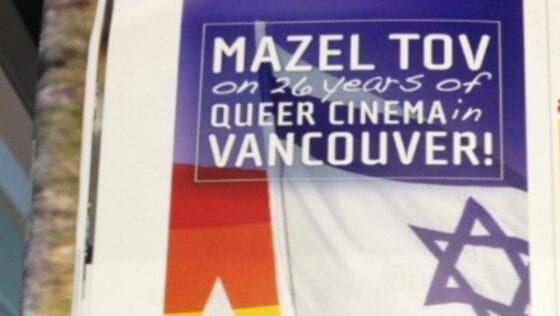 MAZEL TOV
on 26 years of
QUEER CINEMA in
VANCOUVER!